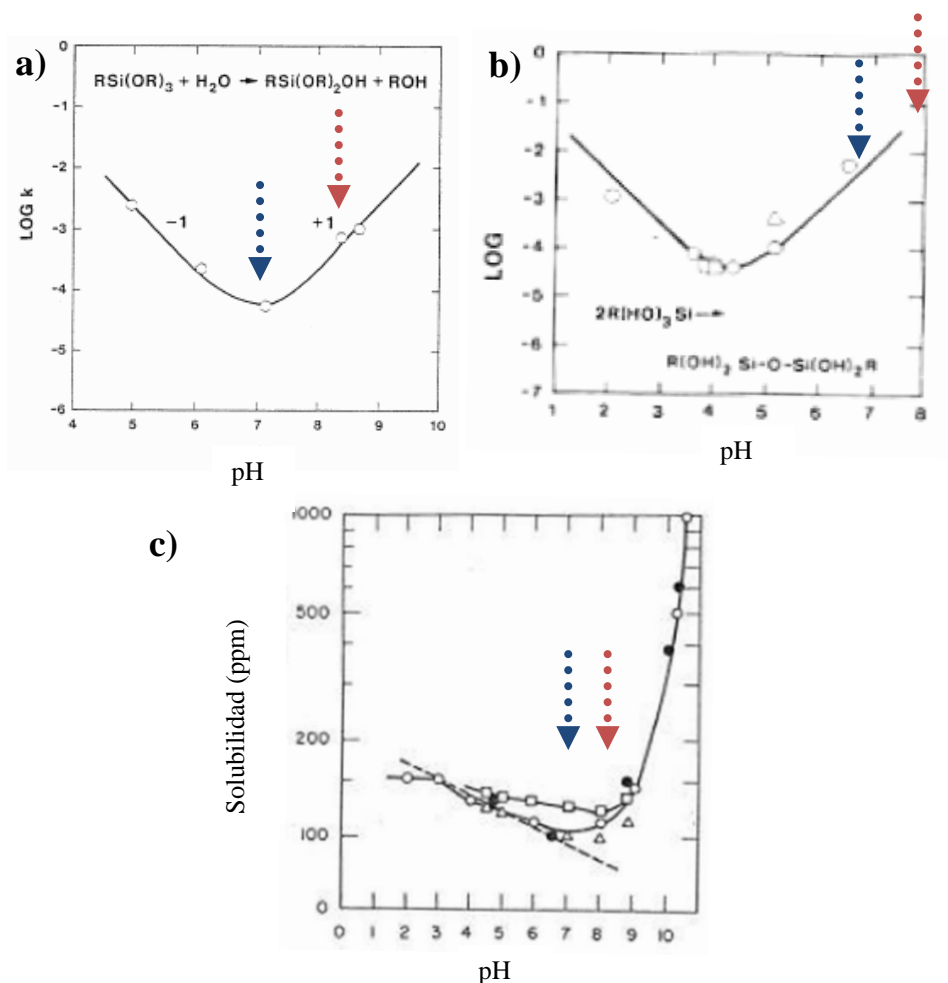 a)
RSi(OR)₃ + H₂O → RSi(OR)₂OH + ROH
0
-1
-2
-3
-4
-5
-6
LOG k
-1
+1
4 5 6 7 8 9 10
pH
b)
0
-1
-2
-3
-4
-5
-6
-7
LOG
2R(HO)₃Si →
R(OH)₂ Si-O-Si(OH)₂R
1 2 3 4 5 6 7 8
pH
c)
1000
500
200
100
0
Solubilidad (ppm)
0 1 2 3 4 5 6 7 8 9 10
pH